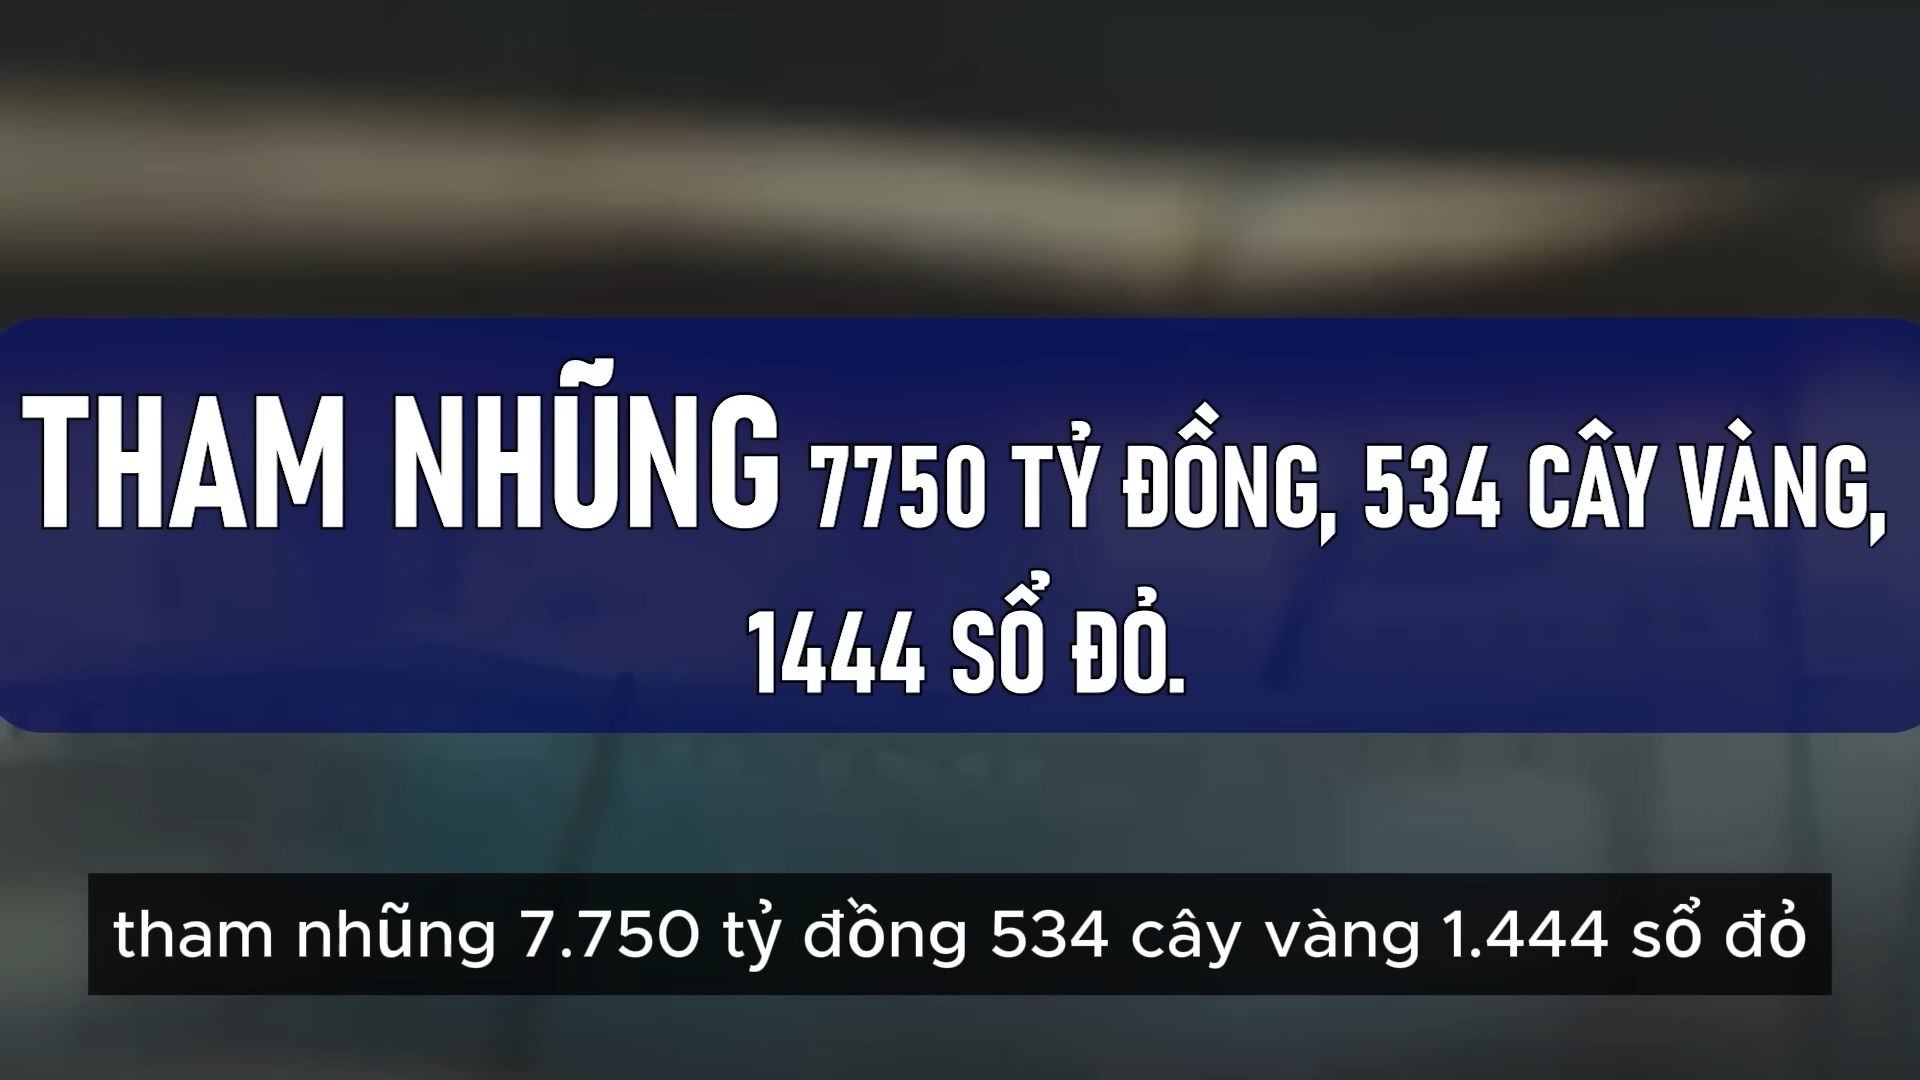 THAM NHŨNG 7750 TỶ ĐỒNG, 534 CÂY VÀNG,
1444 SỔ ĐỎ.
tham nhũng 7.750 tỷ đồng 534 cây vàng 1.444 sổ đỏ